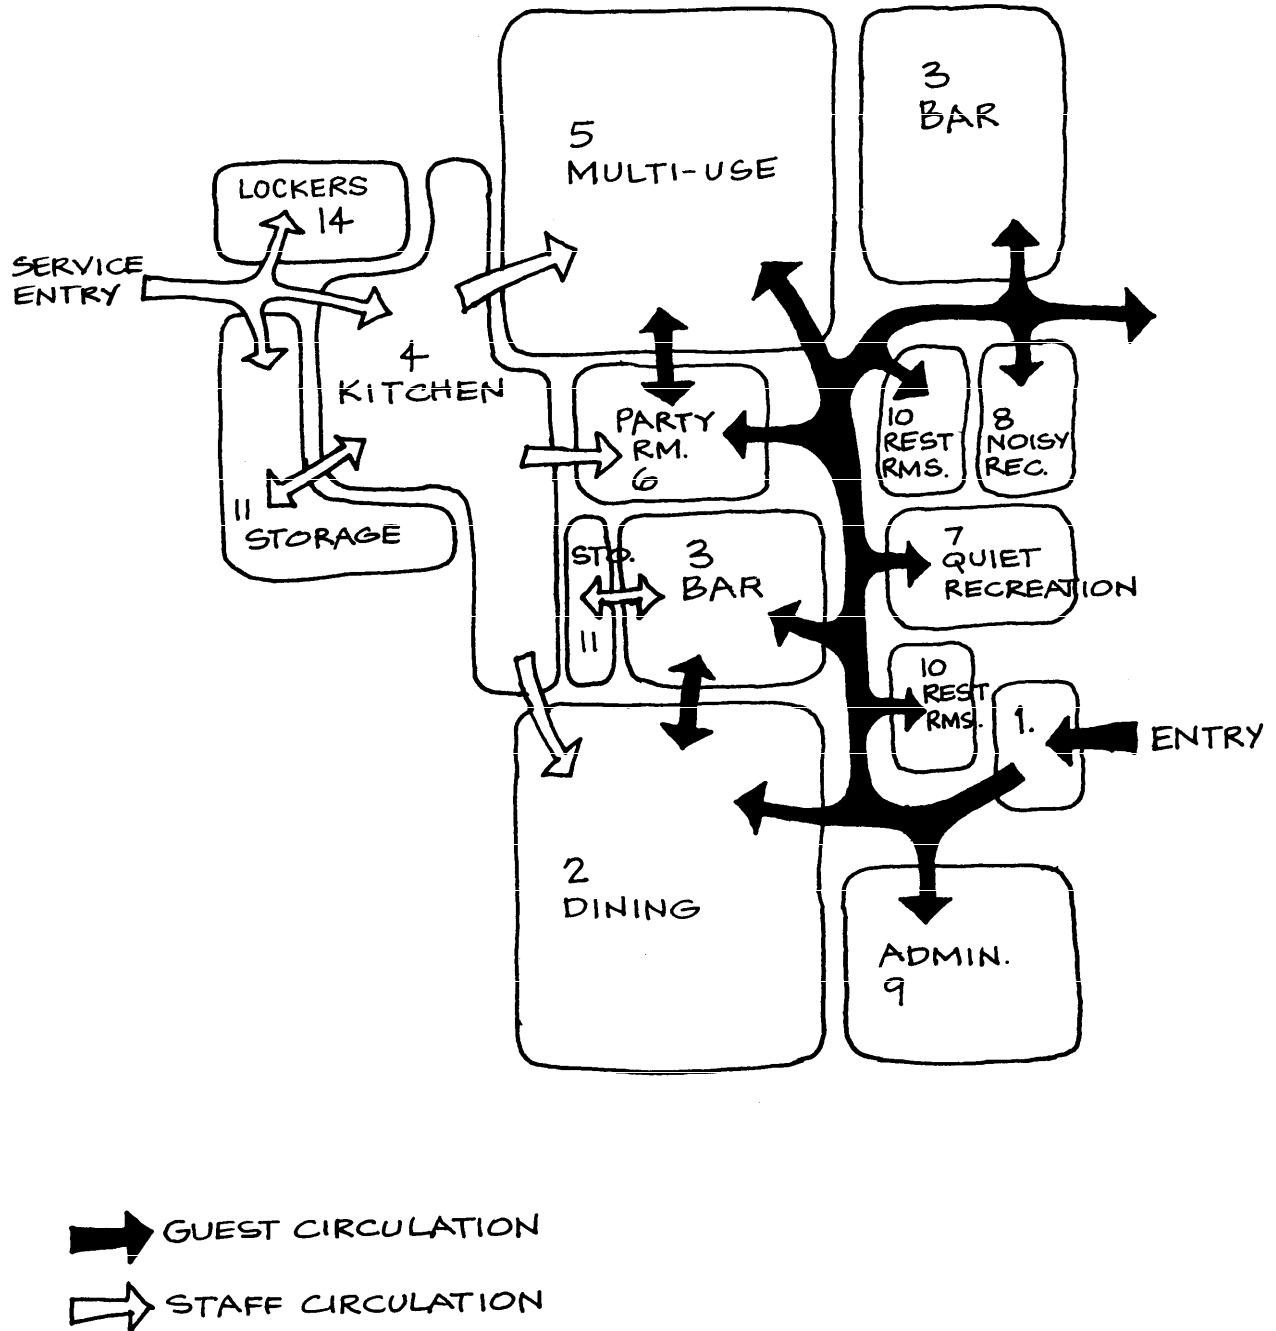 3
BAR
5
MULTI-USE
LOCKERS
14
SERVICE
ENTRY
4
KITCHEN
PARTY
RM.
6
10
REST
RMS.
8
NOISY
REC.
11
STORAGE
STO.
11
3
BAR
7
QUIET
RECREATION
10
REST
RMS.
1.
ENTRY
2
DINING
ADMIN.
9
GUEST CIRCULATION
STAFF CIRCULATION